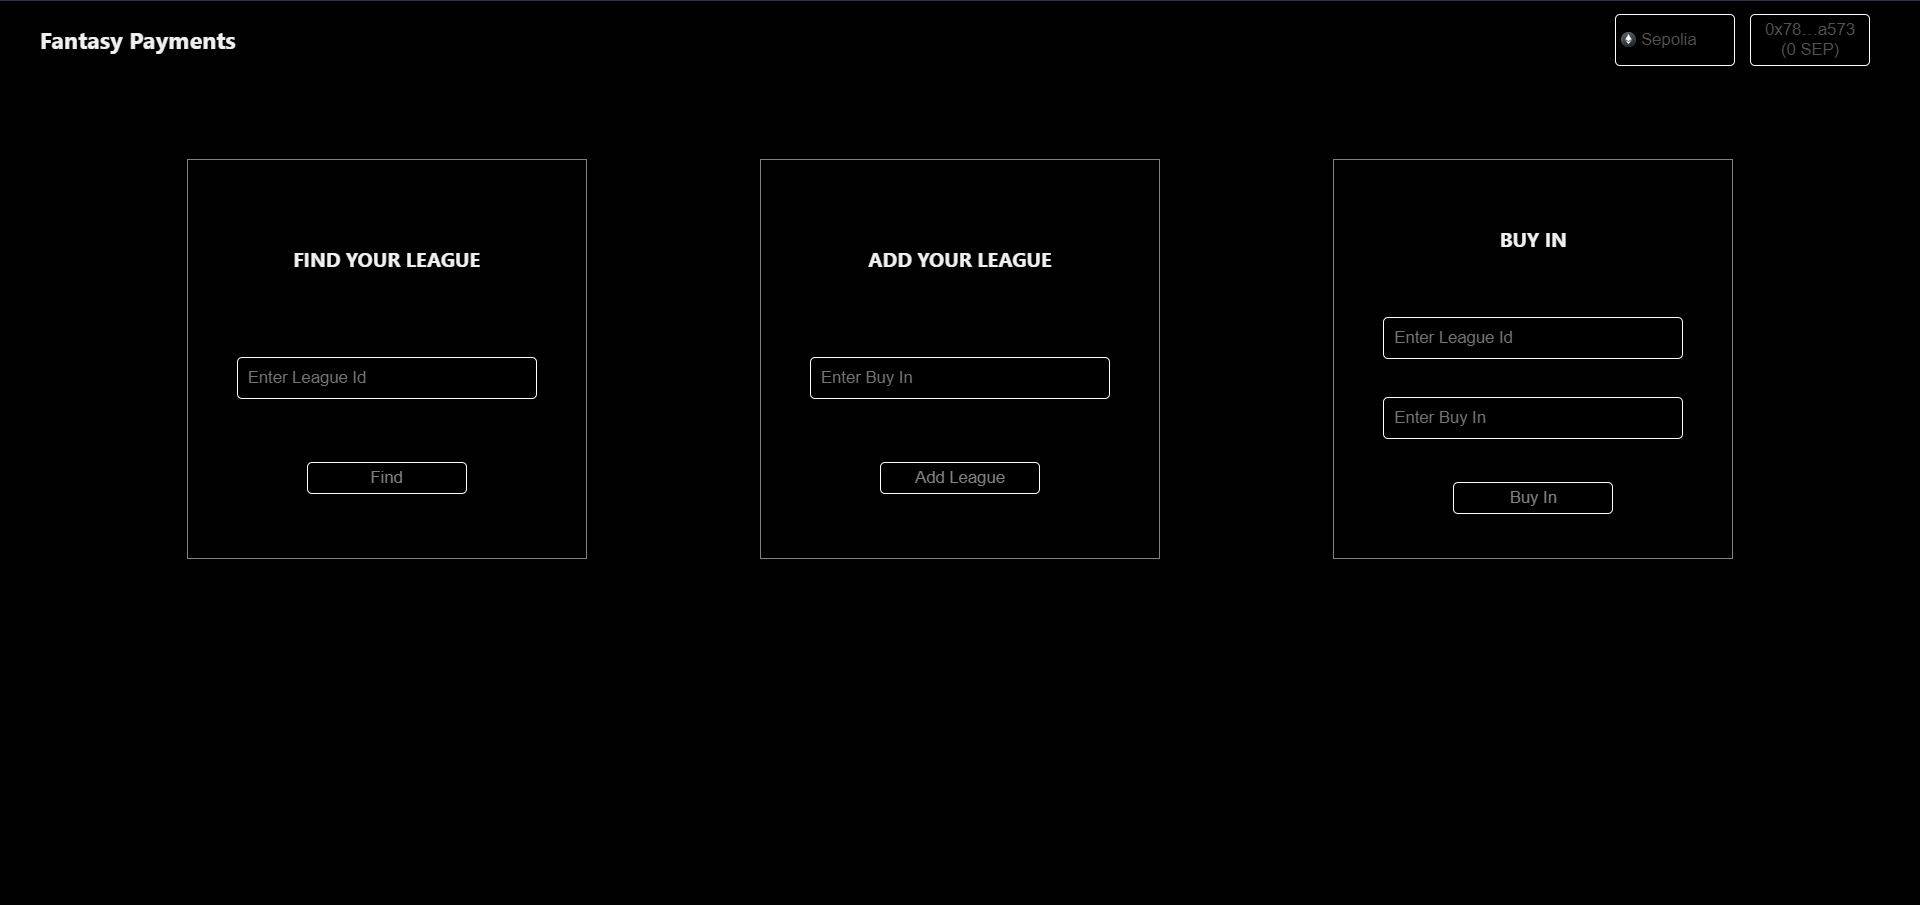 Fantasy Payments
Sepolia
0x78...a573
(0 SEP)
FIND YOUR LEAGUE
Enter League Id
Find
ADD YOUR LEAGUE
Enter Buy In
Add League
BUY IN
Enter League Id
Enter Buy In
Buy In